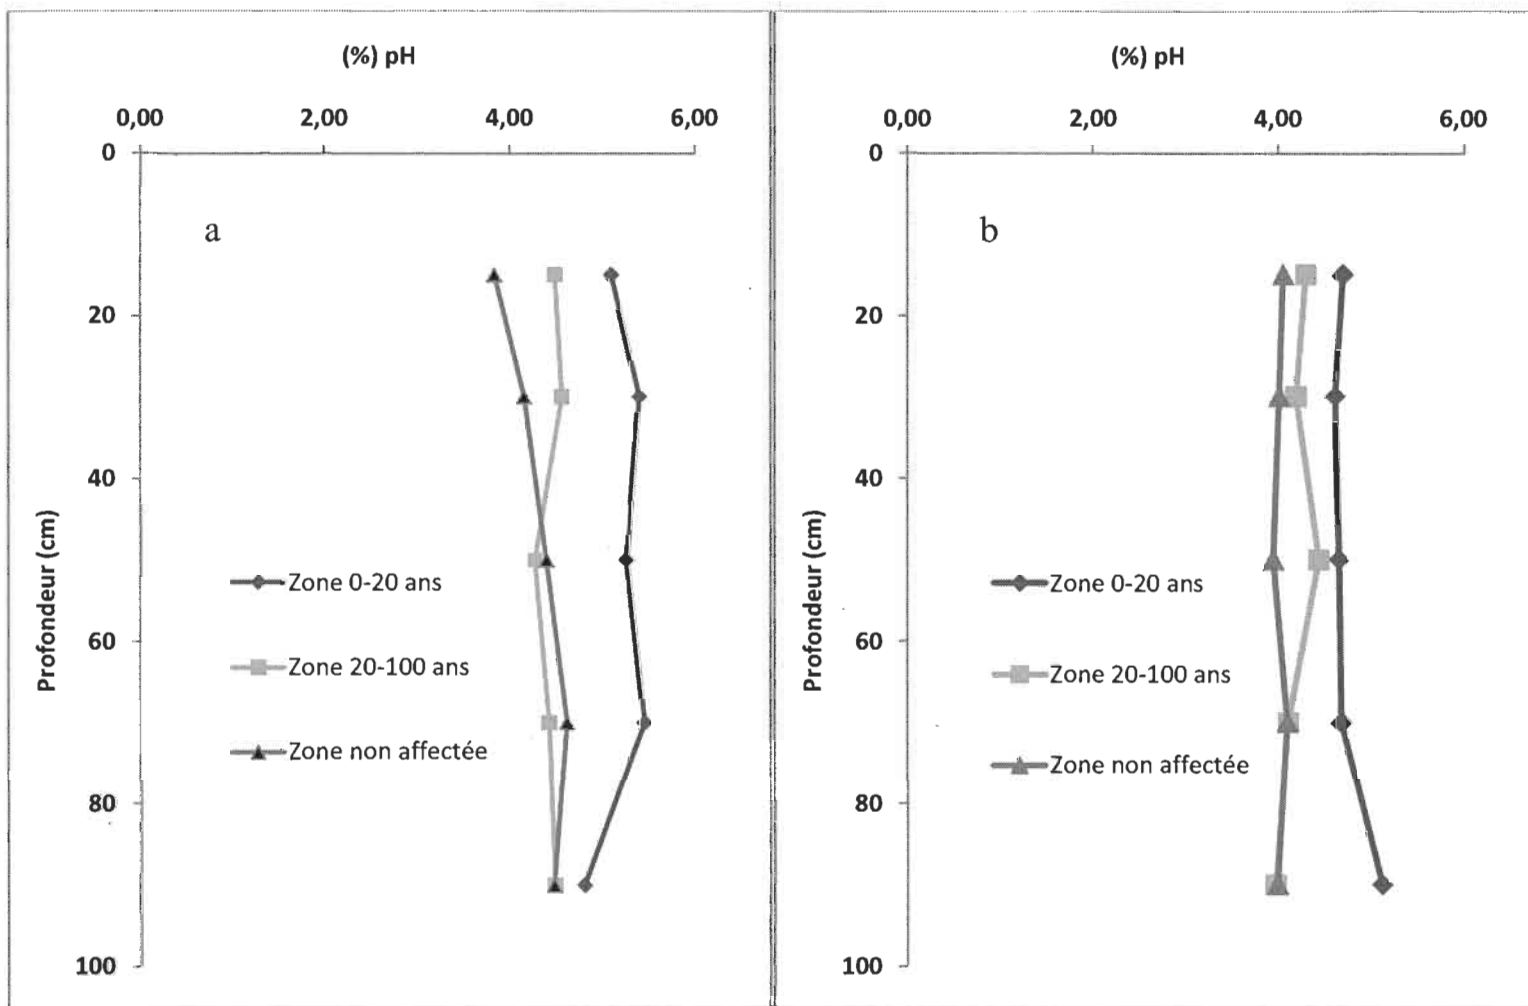 (%) pH
0,00 2,00 4,00 6,00
0
a
20
40
60
80
100
Profondeur (cm)
Zone 0-20 ans
Zone 20-100 ans
Zone non affectée
(%) pH
0,00 2,00 4,00 6,00
0
b
20
40
60
80
100
Profondeur (cm)
Zone 0-20 ans
Zone 20-100 ans
Zone non affectée